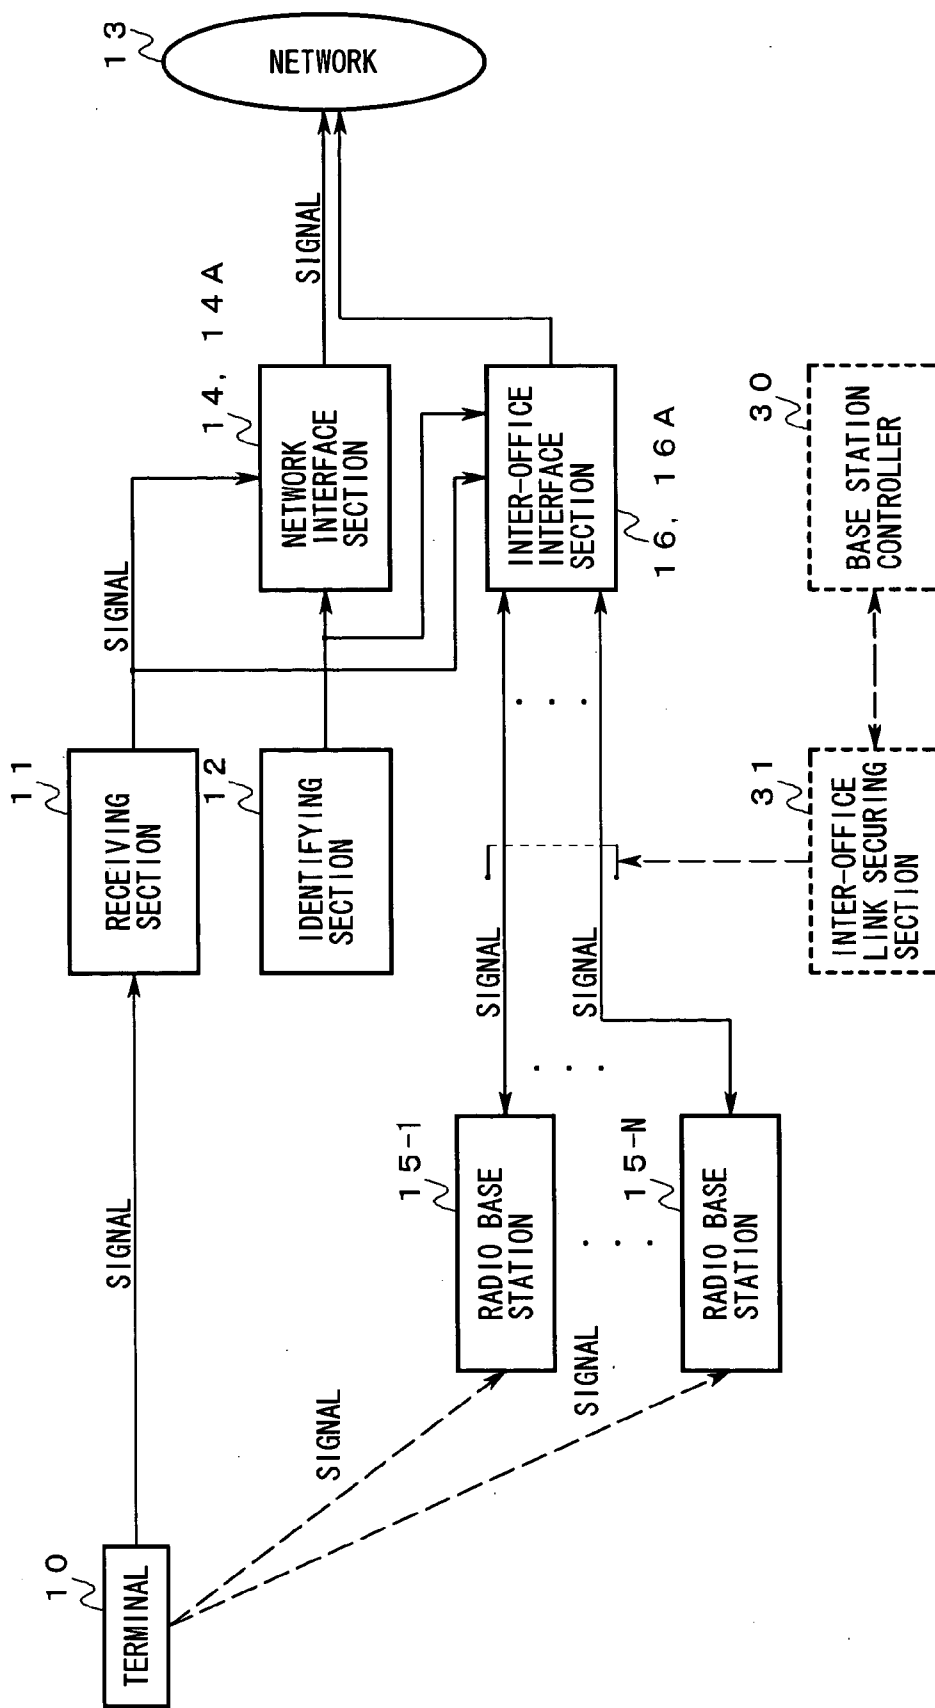 10
TERMINAL
SIGNAL
11
RECEIVING
SECTION
SIGNAL
12
IDENTIFYING
SECTION
14, 14A
NETWORK
INTERFACE
SECTION
SIGNAL
13
NETWORK
SIGNAL
SIGNAL
15-1
RADIO BASE
STATION
15-N
RADIO BASE
STATION
SIGNAL
SIGNAL
INTER-OFFICE
INTERFACE
SECTION
16, 16A
31
INTER-OFFICE
LINK SECURING
SECTION
30
BASE STATION
CONTROLLER